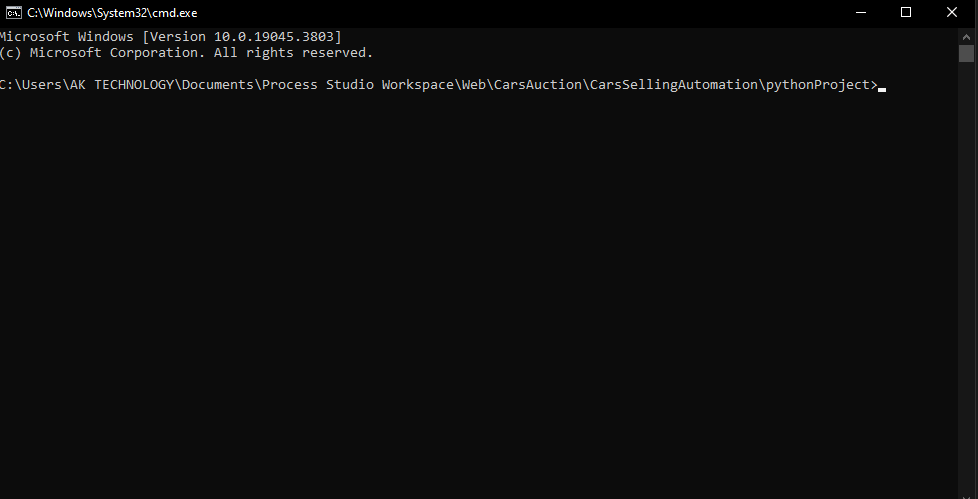 C:\Windows\System32\cmd.exe
Microsoft Windows [Version 10.0.19045.3803]
(c) Microsoft Corporation. All rights reserved.
C:\Users\AK TECHNOLOGY\Documents\Process Studio Workspace\Web\CarsAuction\CarsSellingAutomation\pythonProject>